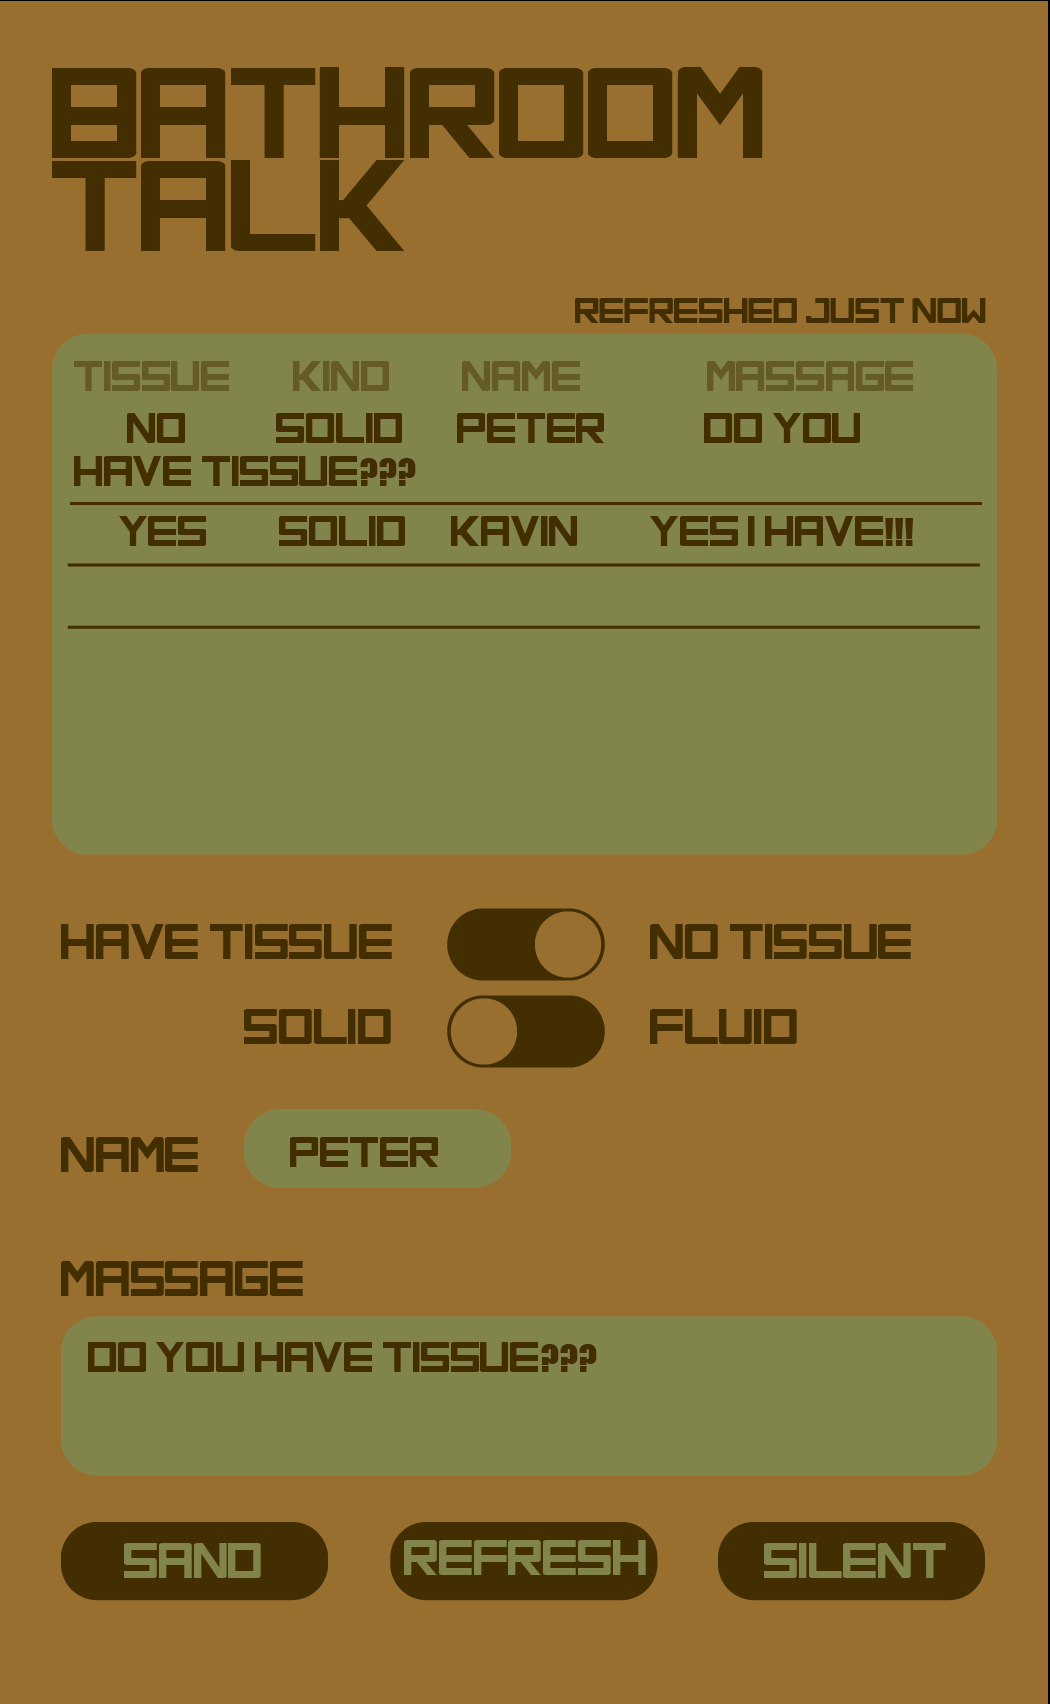 BATHROOM
TALK
REFRESHED JUST NOW
TISSUE KIND NAME MASSAGE
NO SOLID PETER DO YOU
HAVE TISSUE???
YES SOLID KAVIN YES I HAVE!!!
HAVE TISSUE NO TISSUE
SOLID FLUID
NAME PETER
MASSAGE
DO YOU HAVE TISSUE???
SAND REFRESH SILENT